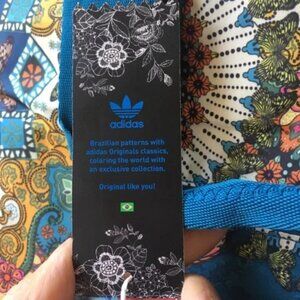 adidas
Brazilian patterns with
adidas Originals classics,
coloring the world with
an exclusive collection.
Original like you!